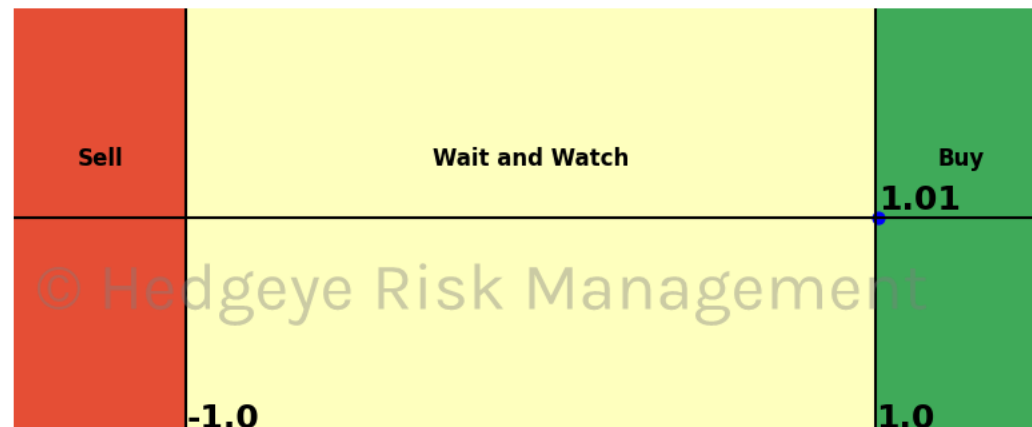 Sell
Wait and Watch
Buy
1.01
© Hedgeye Risk Management
-1.0
1.0